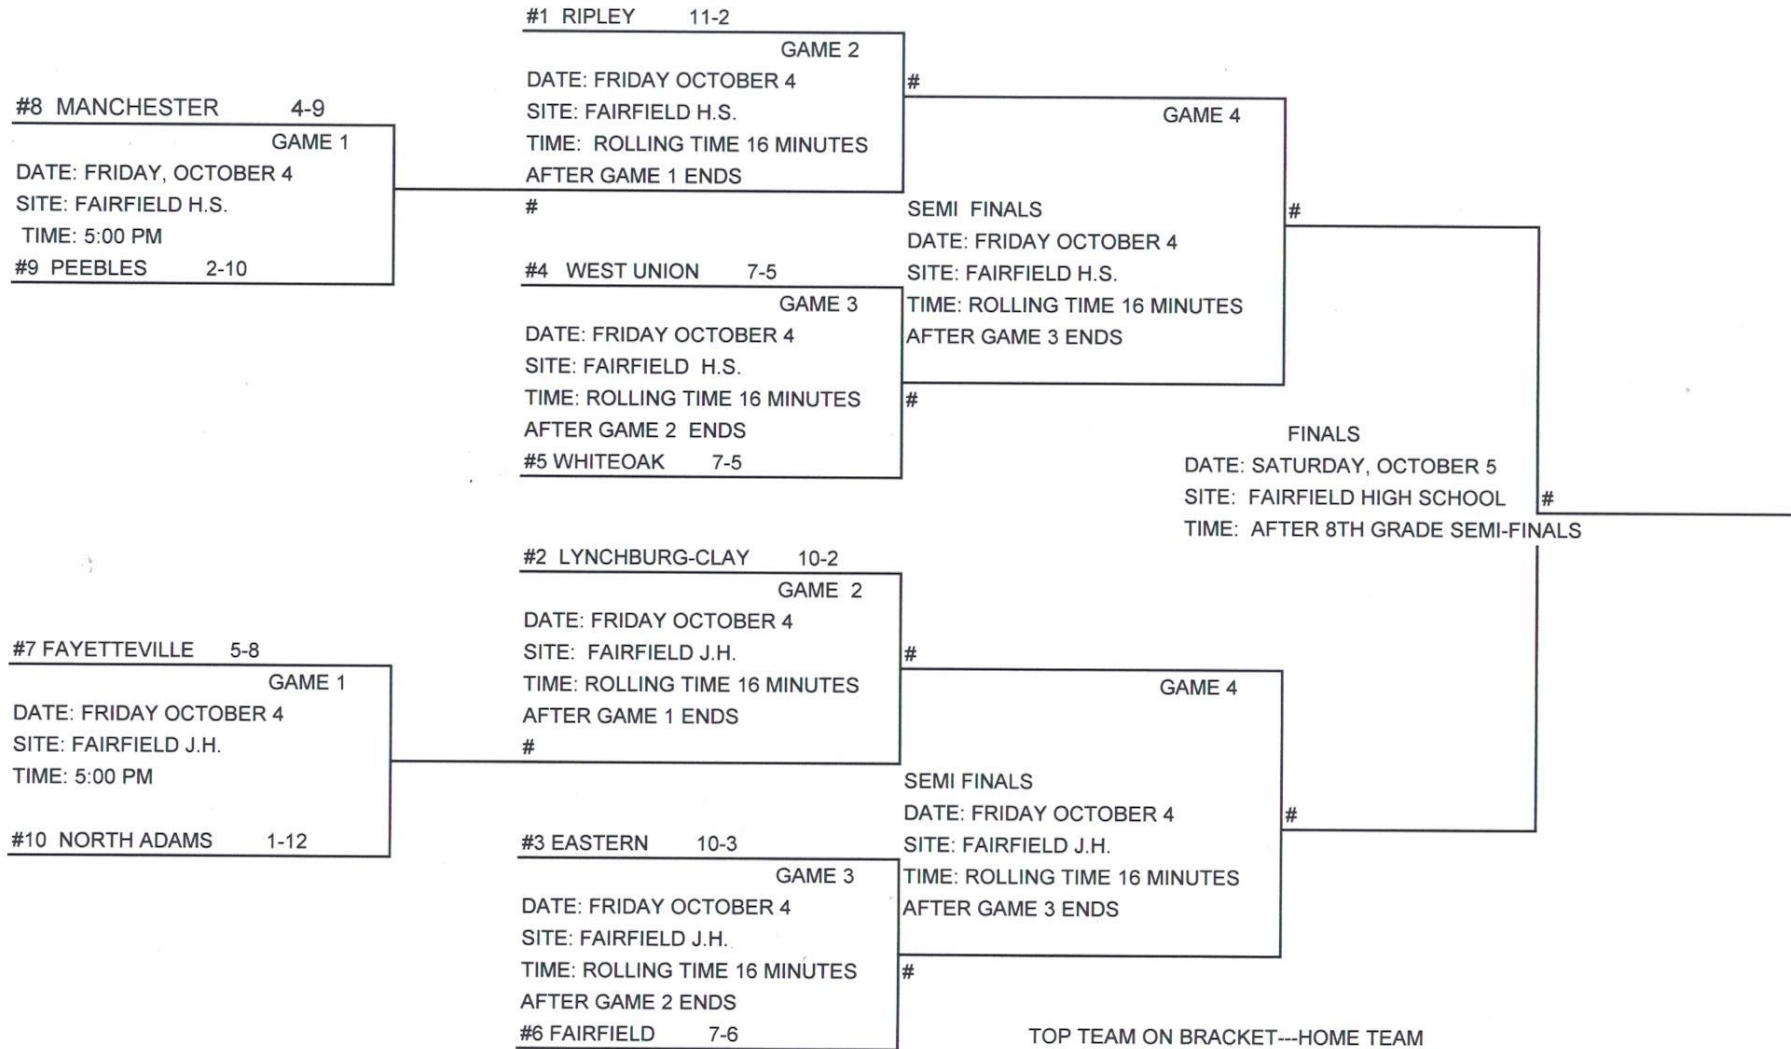 #8 MANCHESTER 4-9
GAME 1
DATE: FRIDAY, OCTOBER 4
SITE: FAIRFIELD H.S.
TIME: 5:00 PM
#9 PEEBLES 2-10
#7 FAYETTEVILLE 5-8
GAME 1
DATE: FRIDAY OCTOBER 4
SITE: FAIRFIELD J.H.
TIME: 5:00 PM
#10 NORTH ADAMS 1-12
#1 RIPLEY 11-2
GAME 2
DATE: FRIDAY OCTOBER 4
SITE: FAIRFIELD H.S.
TIME: ROLLING TIME 16 MINUTES
AFTER GAME 1 ENDS
#
#4 WEST UNION 7-5
GAME 3
DATE: FRIDAY OCTOBER 4
SITE: FAIRFIELD H.S.
TIME: ROLLING TIME 16 MINUTES
AFTER GAME 2 ENDS
#5 WHITEOAK 7-5
#2 LYNCHBURG-CLAY 10-2
GAME 2
DATE: FRIDAY OCTOBER 4
SITE: FAIRFIELD J.H.
TIME: ROLLING TIME 16 MINUTES
AFTER GAME 1 ENDS
#
#3 EASTERN 10-3
GAME 3
DATE: FRIDAY OCTOBER 4
SITE: FAIRFIELD J.H.
TIME: ROLLING TIME 16 MINUTES
AFTER GAME 2 ENDS
#6 FAIRFIELD 7-6
#
GAME 4
SEMI FINALS
DATE: FRIDAY OCTOBER 4
SITE: FAIRFIELD H.S.
TIME: ROLLING TIME 16 MINUTES
AFTER GAME 3 ENDS
#
#
GAME 4
SEMI FINALS
DATE: FRIDAY OCTOBER 4
SITE: FAIRFIELD J.H.
TIME: ROLLING TIME 16 MINUTES
AFTER GAME 3 ENDS
#
#
FINALS
DATE: SATURDAY, OCTOBER 5
SITE: FAIRFIELD HIGH SCHOOL
TIME: AFTER 8TH GRADE SEMI-FINALS
#
#
TOP TEAM ON BRACKET---HOME TEAM